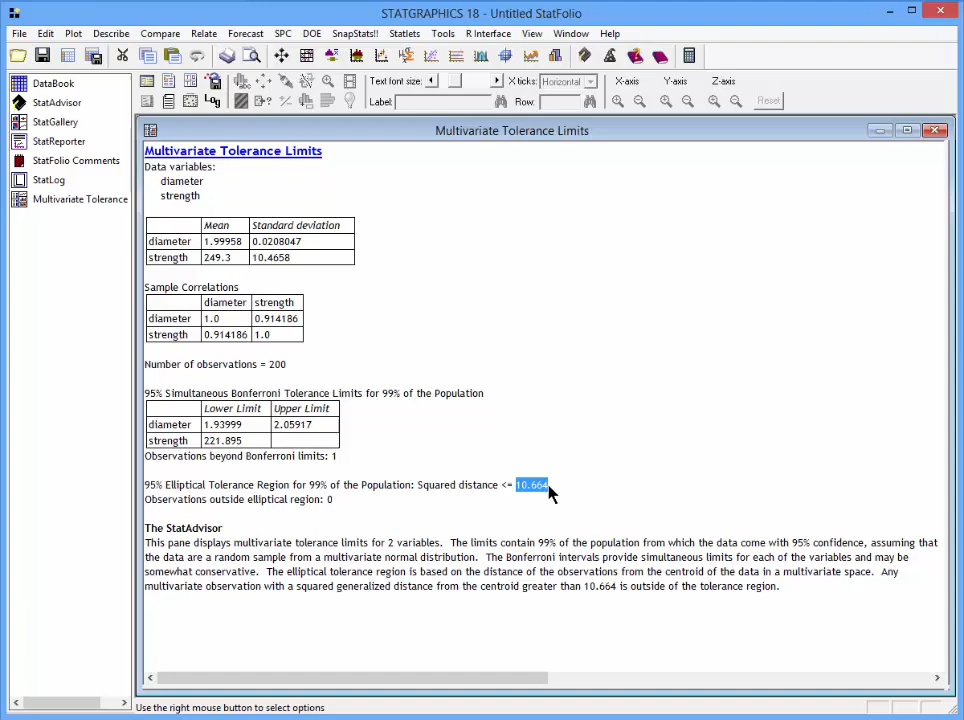 STATGRAPHICS 18 - Untitled StatFolio
File Edit Plot Describe Compare Relate Forecast SPC DOE SnapStats!! Statlets Tools R Interface View Window Help
Text font size: X ticks: Horizontal X-axis Y-axis Z-axis
Log Label: Row: Reset
DataBook
StatAdvisor
StatGallery
StatReporter
StatFolio Comments
StatLog
Multivariate Tolerance
Multivariate Tolerance Limits
Multivariate Tolerance Limits
Data variables:
diameter
strength
Mean Standard deviation
diameter 1.99958 0.0208047
strength 249.3 10.4658
Sample Correlations
diameter strength
diameter 1.0 0.914186
strength 0.914186 1.0
Number of observations = 200
95% Simultaneous Bonferroni Tolerance Limits for 99% of the Population
Lower Limit Upper Limit
diameter 1.93999 2.05917
strength 221.895
Observations beyond Bonferroni limits: 1
95% Elliptical Tolerance Region for 99% of the Population: Squared distance <= 10.664
Observations outside elliptical region: 0
The StatAdvisor
This pane displays multivariate tolerance limits for 2 variables. The limits contain 99% of the population from which the data come with 95% confidence, assuming that
the data are a random sample from a multivariate normal distribution. The Bonferroni intervals provide simultaneous limits for each of the variables and may be
somewhat conservative. The elliptical tolerance region is based on the distance of the observations from the centroid of the data in a multivariate space. Any
multivariate observation with a squared generalized distance from the centroid greater than 10.664 is outside of the tolerance region.
Use the right mouse button to select options